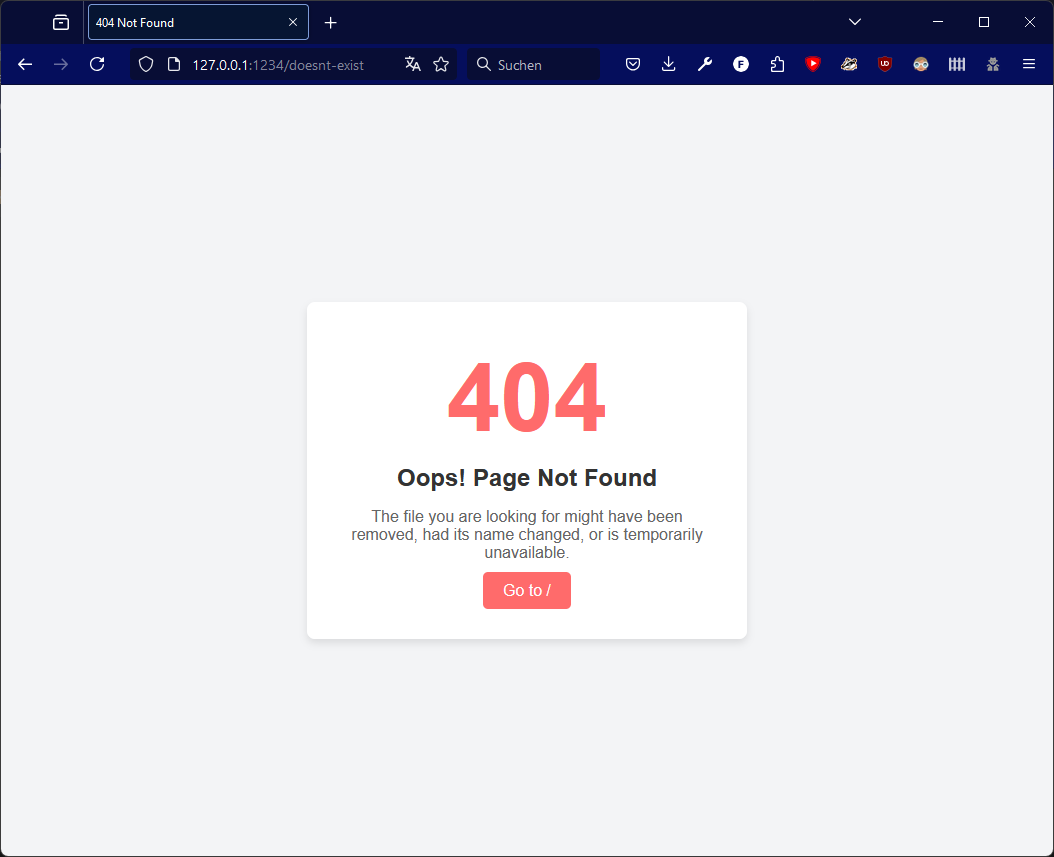 404 Not Found
127.0.0.1:1234/doesnt-exist
Suchen
F
UD
404
Oops! Page Not Found
The file you are looking for might have been
removed, had its name changed, or is temporarily
unavailable.
Go to /